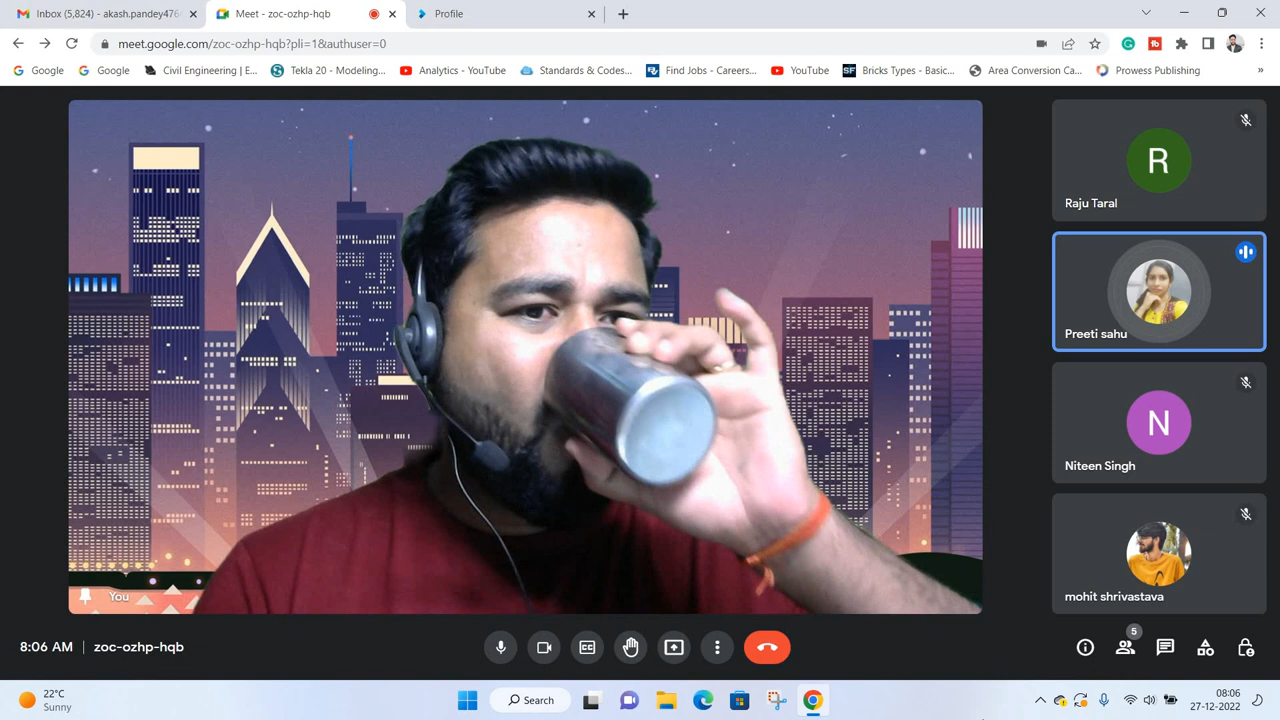 Inbox (5,824) - akash.pandey476
Meet - zoc-ozhp-hqb
Profile
meet.google.com/zoc-ozhp-hqb?pli=1&authuser=0
Google
Google
Civil Engineering | E...
Tekla 20 - Modeling...
Analytics - YouTube
Standards & Codes...
Find Jobs - Careers...
YouTube
SF
Bricks Types - Basic...
Area Conversion Ca...
Prowess Publishing
»
R
Raju Taral
Preeti sahu
N
Niteen Singh
mohit shrivastava
You
8:06 AM
zoc-ozhp-hqb
CC
5
22°C
Sunny
Search
08:06
27-12-2022